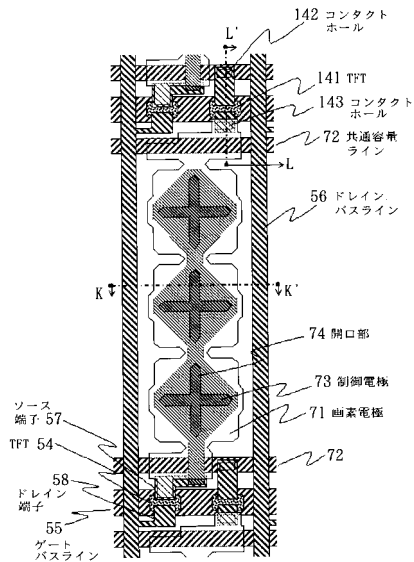 142 コンタクト
ホール
L'
141 TFT
143 コンタクト
ホール
72 共通容量
ライン
L
56 ドレイン
バスライン
K
K'
74 開口部
73 制御電極
71 画素電極
ソース
端子 57
TFT 54
72
58
ドレイン
端子
55
ゲート
バスライン